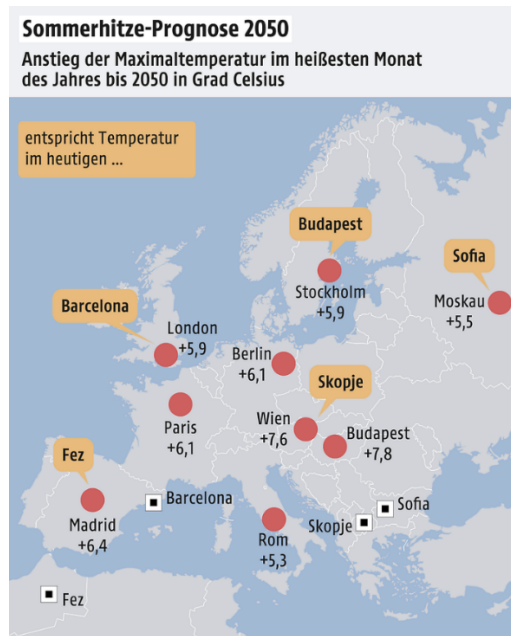 Sommerhitze-Prognose 2050
Anstieg der Maximaltemperatur im heißesten Monat
des Jahres bis 2050 in Grad Celsius
entspricht Temperatur
im heutigen ...
Budapest
Stockholm
+5,9
Sofia
Moskau
+5,5
Barcelona
London
+5,9
Berlin
+6,1
Skopje
Paris
+6,1
Wien
+7,6
Budapest
+7,8
Fez
Madrid
+6,4
Barcelona
Rom
+5,3
Skopje
Sofia
Fez